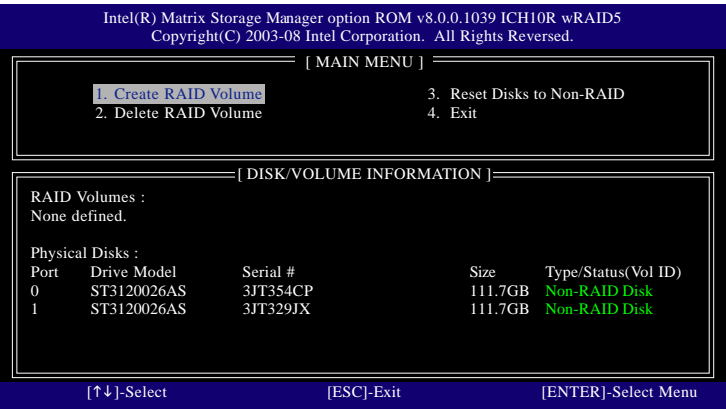 Intel(R) Matrix Storage Manager option ROM v8.0.0.1039 ICH10R wRAID5
Copyright(C) 2003-08 Intel Corporation. All Rights Reversed.
[ MAIN MENU ]
1. Create RAID Volume 3. Reset Disks to Non-RAID
2. Delete RAID Volume 4. Exit
[ DISK/VOLUME INFORMATION ]
RAID Volumes :
None defined.
Physical Disks :
Port Drive Model Serial # Size Type/Status(Vol ID)
0 ST3120026AS 3JT354CP 111.7GB Non-RAID Disk
1 ST3120026AS 3JT329JX 111.7GB Non-RAID Disk
[↑↓]-Select [ESC]-Exit [ENTER]-Select Menu